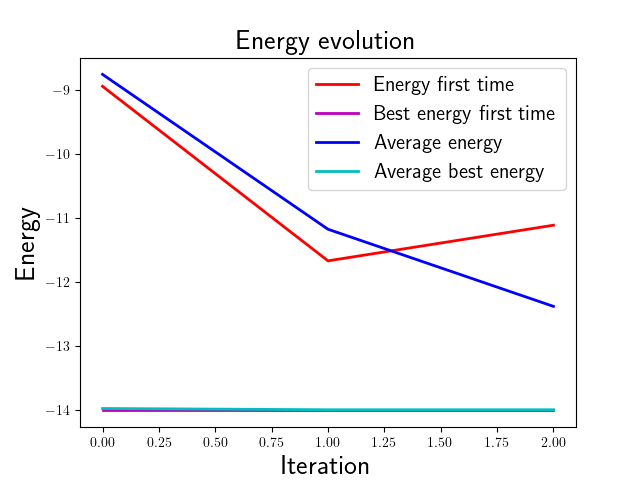 Energy evolution
Energy first time
Best energy first time
Average energy
Average best energy
Energy
−9
−10
−11
−12
−13
−14
0.00 0.25 0.50 0.75 1.00 1.25 1.50 1.75 2.00
Iteration